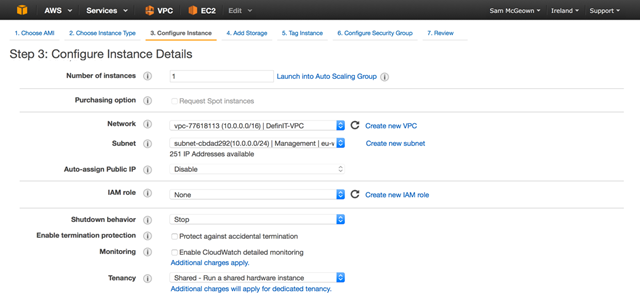 AWS Services VPC EC2 Edit Sam McGeown Ireland Support
1. Choose AMI 2. Choose Instance Type 3. Configure Instance 4. Add Storage 5. Tag Instance 6. Configure Security Group 7. Review
Step 3: Configure Instance Details
Number of instances 1 Launch into Auto Scaling Group
Purchasing option Request Spot instances
Network vpc-77618113 (10.0.0.0/16) | DefinIT-VPC Create new VPC
Subnet subnet-cbdad292(10.0.0.0/24) | Management | eu-w Create new subnet
251 IP Addresses available
Auto-assign Public IP Disable
IAM role None Create new IAM role
Shutdown behavior Stop
Enable termination protection Protect against accidental termination
Monitoring Enable CloudWatch detailed monitoring
Additional charges apply.
Tenancy Shared - Run a shared hardware instance
Additional charges will apply for dedicated tenancy.